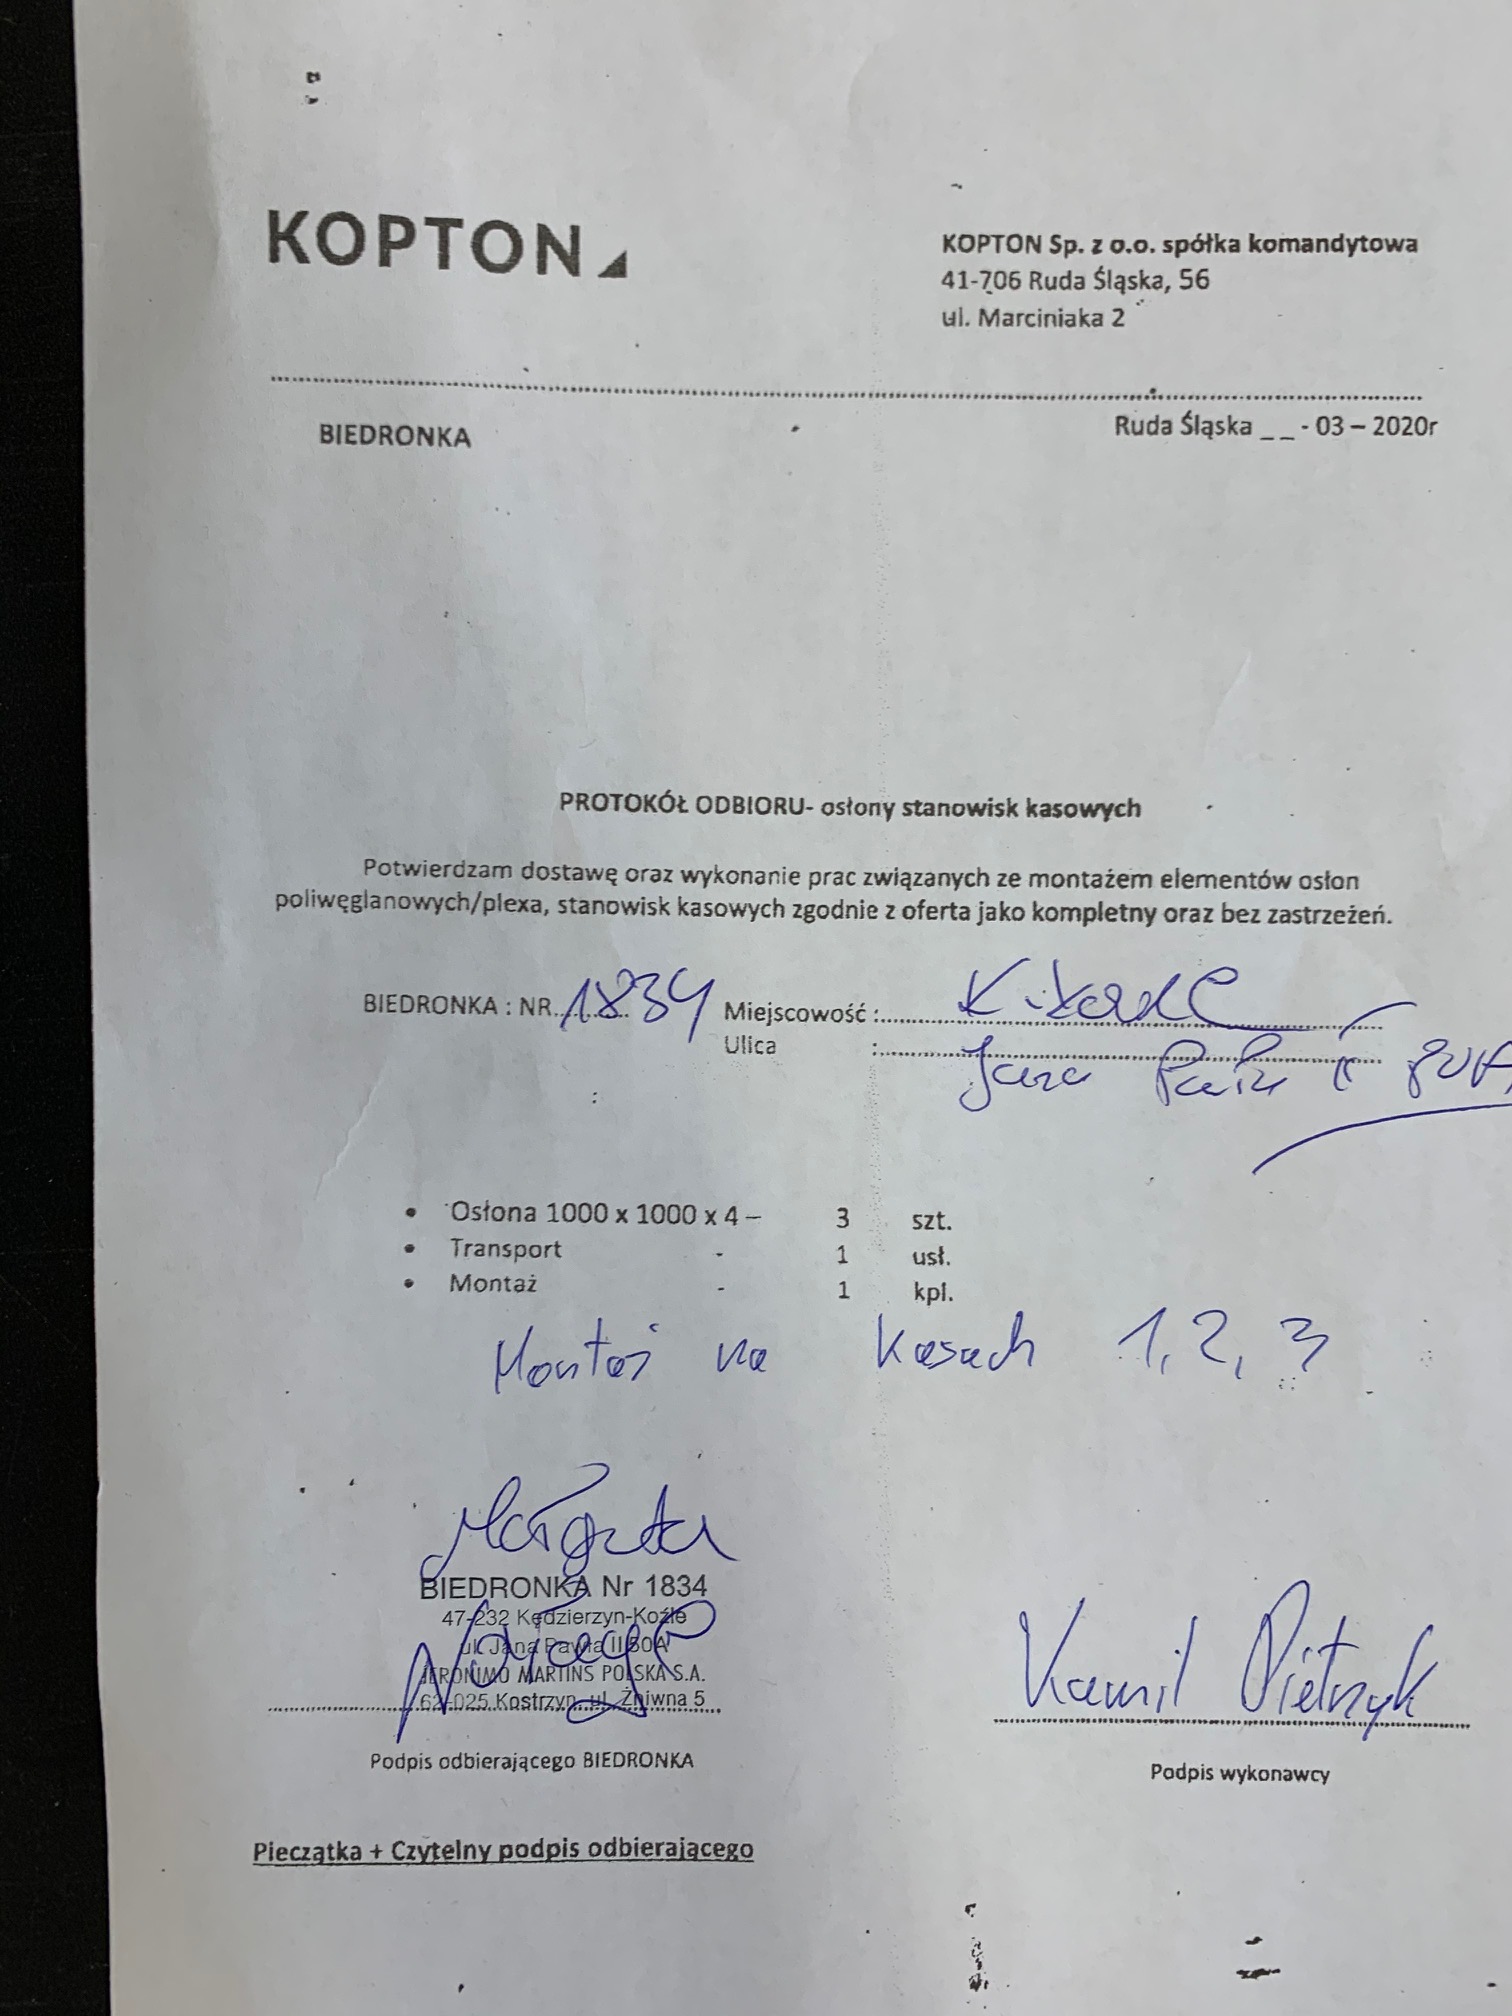 KOPTON
KOPTON Sp. z o.o. spółka komandytowa
41-706 Ruda Śląska, 56
ul. Marciniaka 2
BIEDRONKA
Ruda Śląska _ _ - 03 – 2020r
PROTOKÓŁ ODBIORU- osłony stanowisk kasowych
Potwierdzam dostawę oraz wykonanie prac związanych ze montażem elementów osłon
poliwęglanowych/plexa, stanowisk kasowych zgodnie z oferta jako kompletny oraz bez zastrzeżeń.
BIEDRONKA : NR 1834 Miejscowość :
Ulica : Jana
• Osłona 1000 x 1000 x 4 – 3 szt.
• Transport - 1 usł.
• Montaż - 1 kpl.
Montaż na kasach 1, 2, 3
BIEDRONKA Nr 1834
47-232 Kędzierzyn-Koźle
ul. Jana Pawła II 50A
JERONIMO MARTINS POLSKA S.A.
62-025 Kostrzyn, ul. Żniwna 5
Kamil Pietrzyk
Podpis odbierającego BIEDRONKA
Podpis wykonawcy
Pieczątka + Czytelny podpis odbierającego